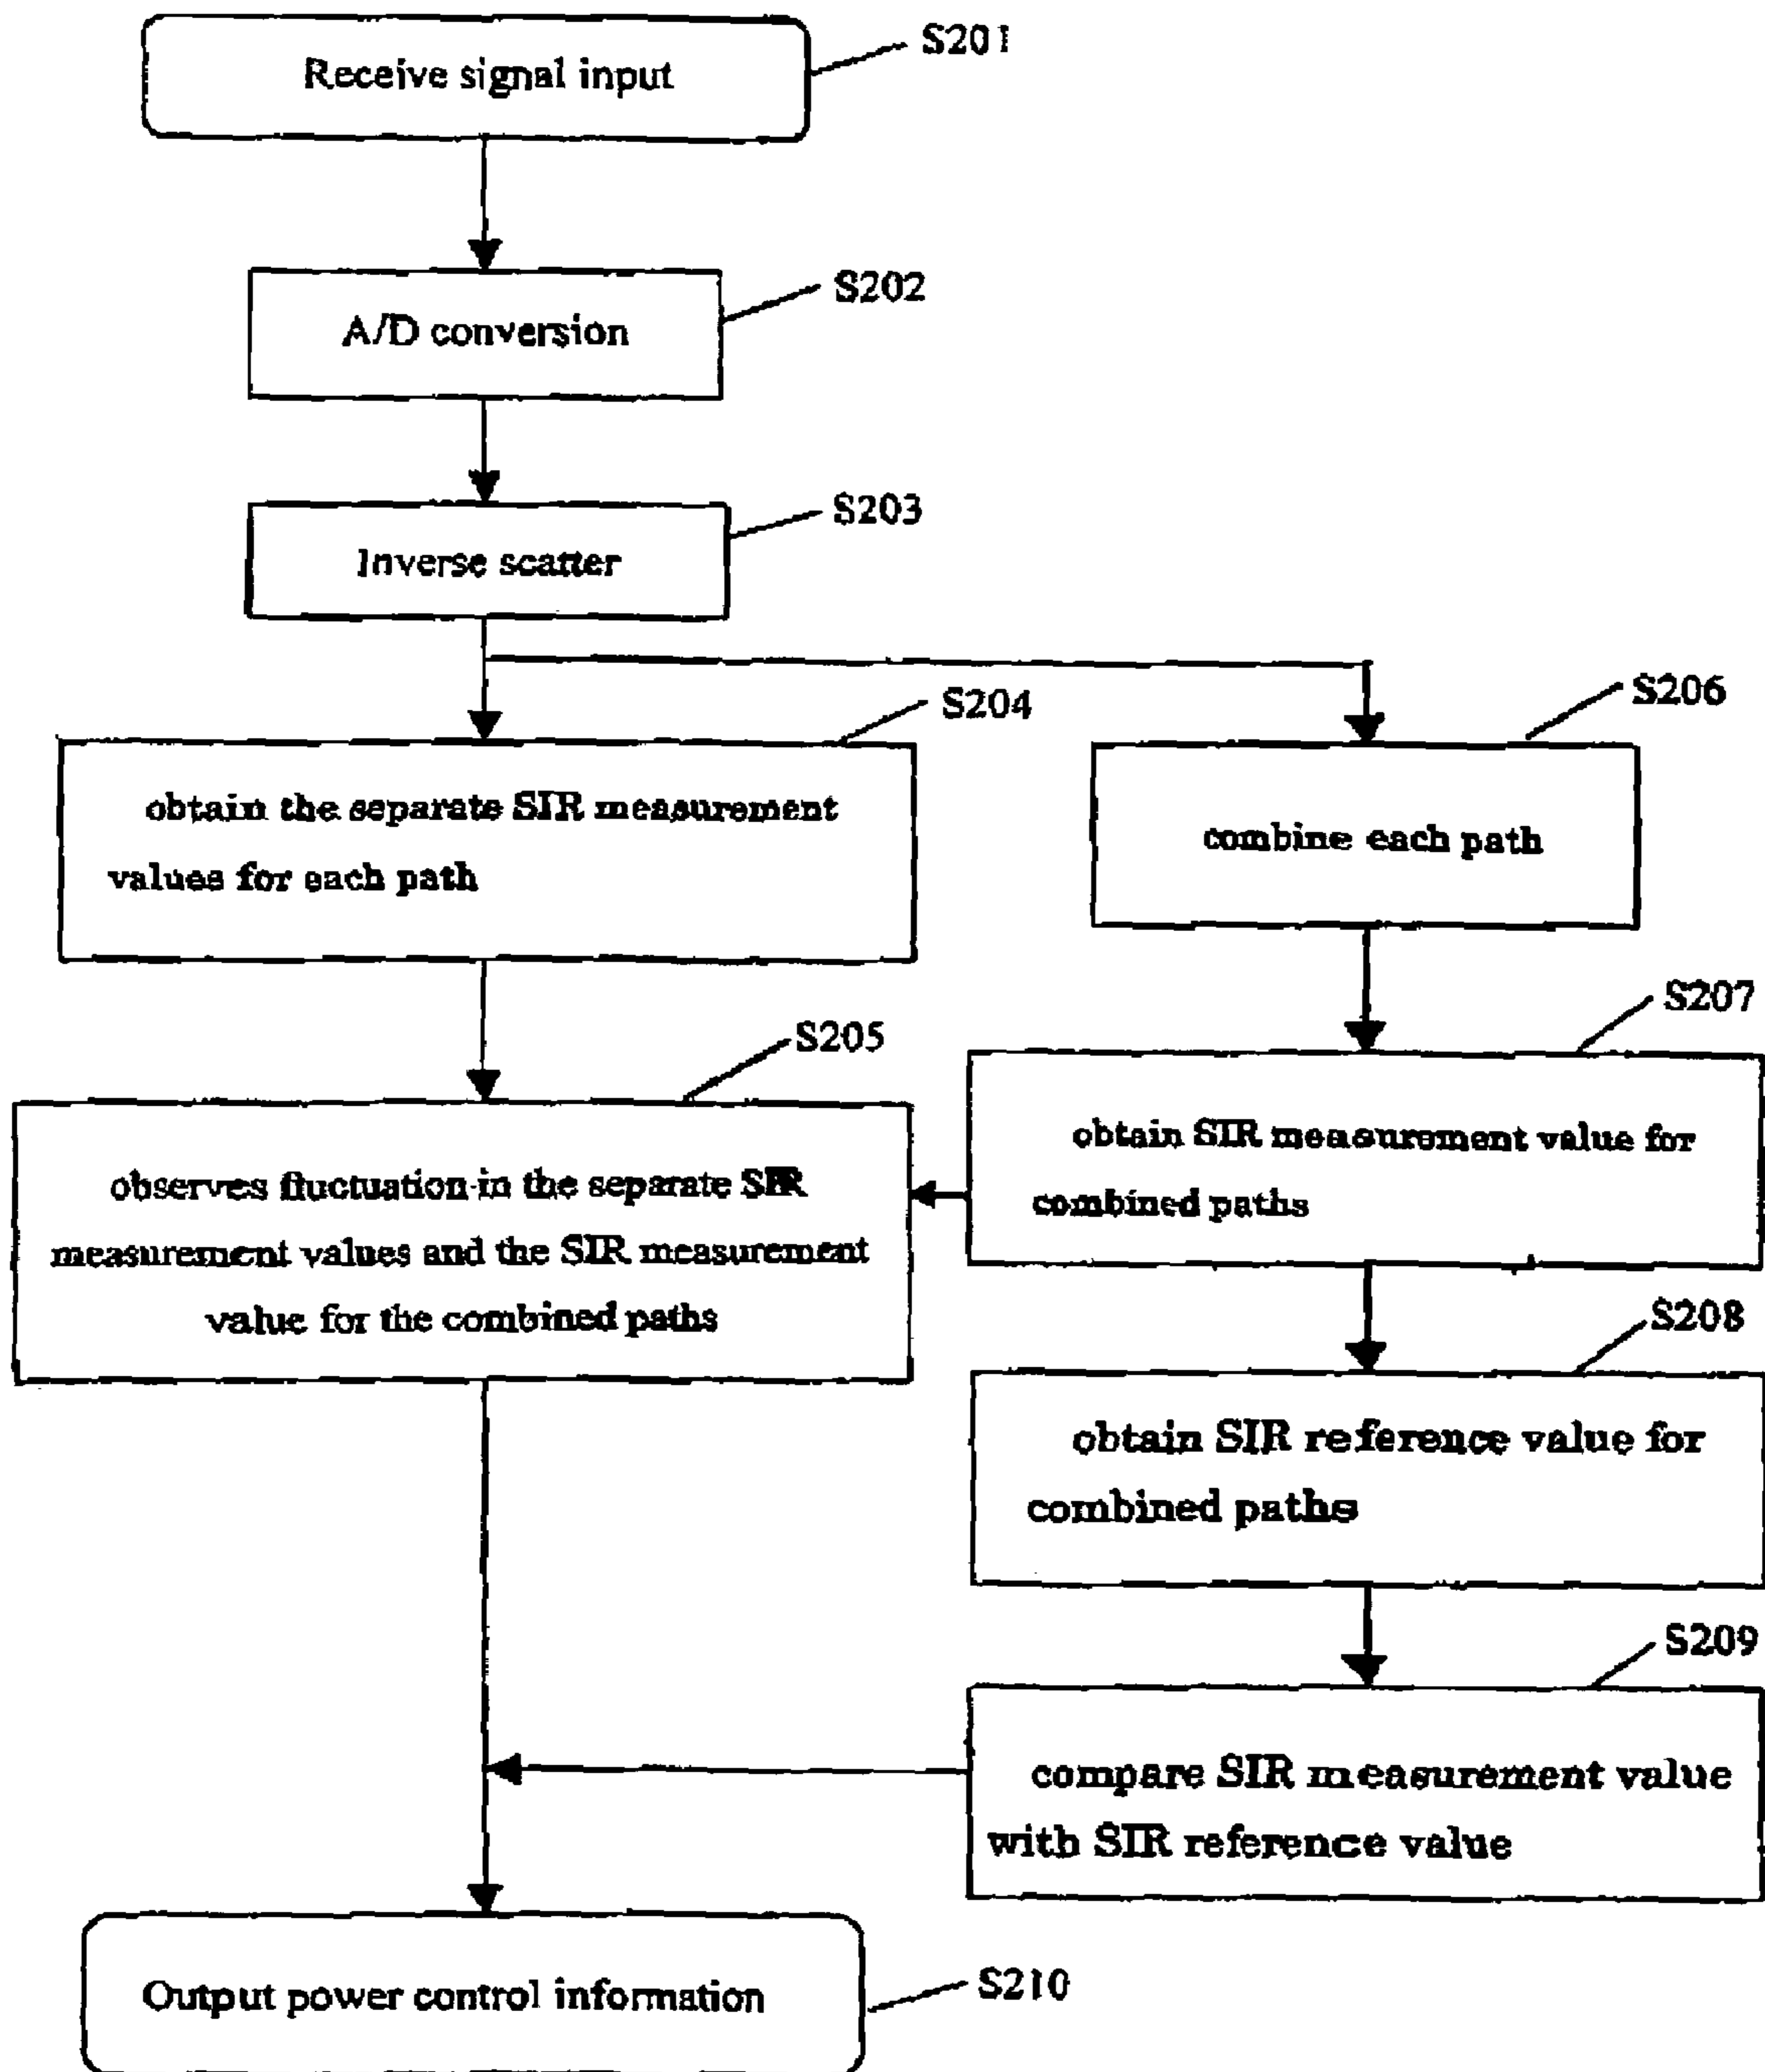 Receive signal input
S201
A/D conversion
S202
Inverse scatter
S203
obtain the separate SIR measurement
values for each path
S204
combine each path
S206
observes fluctuation in the separate SIR
measurement values and the SIR measurement
value for the combined paths
S205
obtain SIR measurement value for
combined paths
S207
obtain SIR reference value for
combined paths
S208
compare SIR measurement value
with SIR reference value
S209
Output power control information
S210